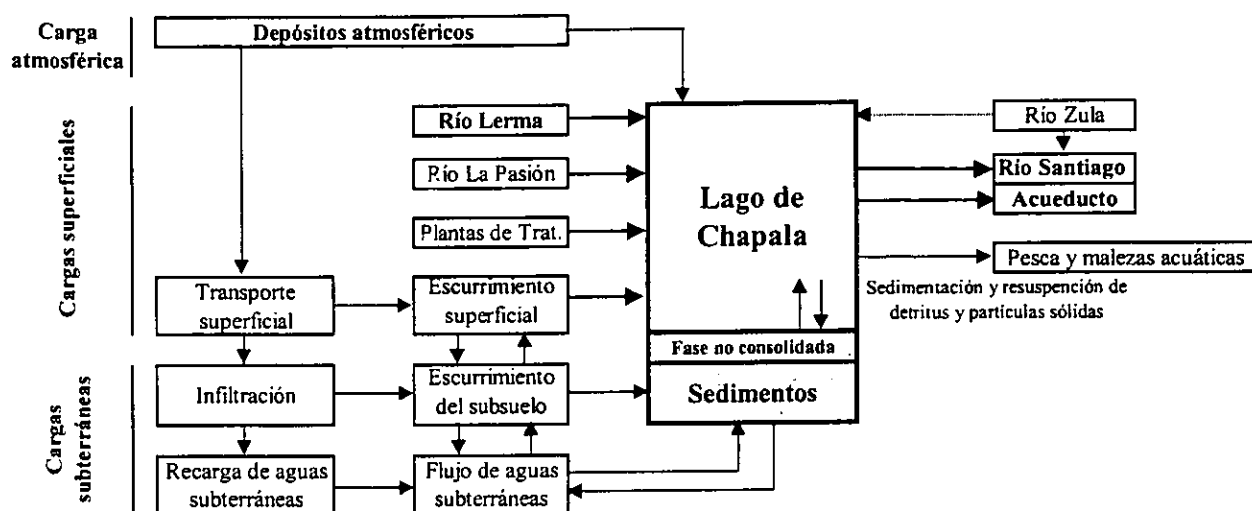 Carga
atmosférica
Depósitos atmosféricos
Cargas superficiales
Río Lerma
Río La Pasión
Plantas de Trat.
Transporte
superficial
Escurrimiento
superficial
Lago de
Chapala
Fase no consolidada
Sedimentos
Río Zula
Río Santiago
Acueducto
Pesca y malezas acuáticas
Sedimentación y resuspención de
detritus y partículas sólidas
Cargas
subterráneas
Infiltración
Escurrimiento
del subsuelo
Recarga de aguas
subterráneas
Flujo de aguas
subterráneas